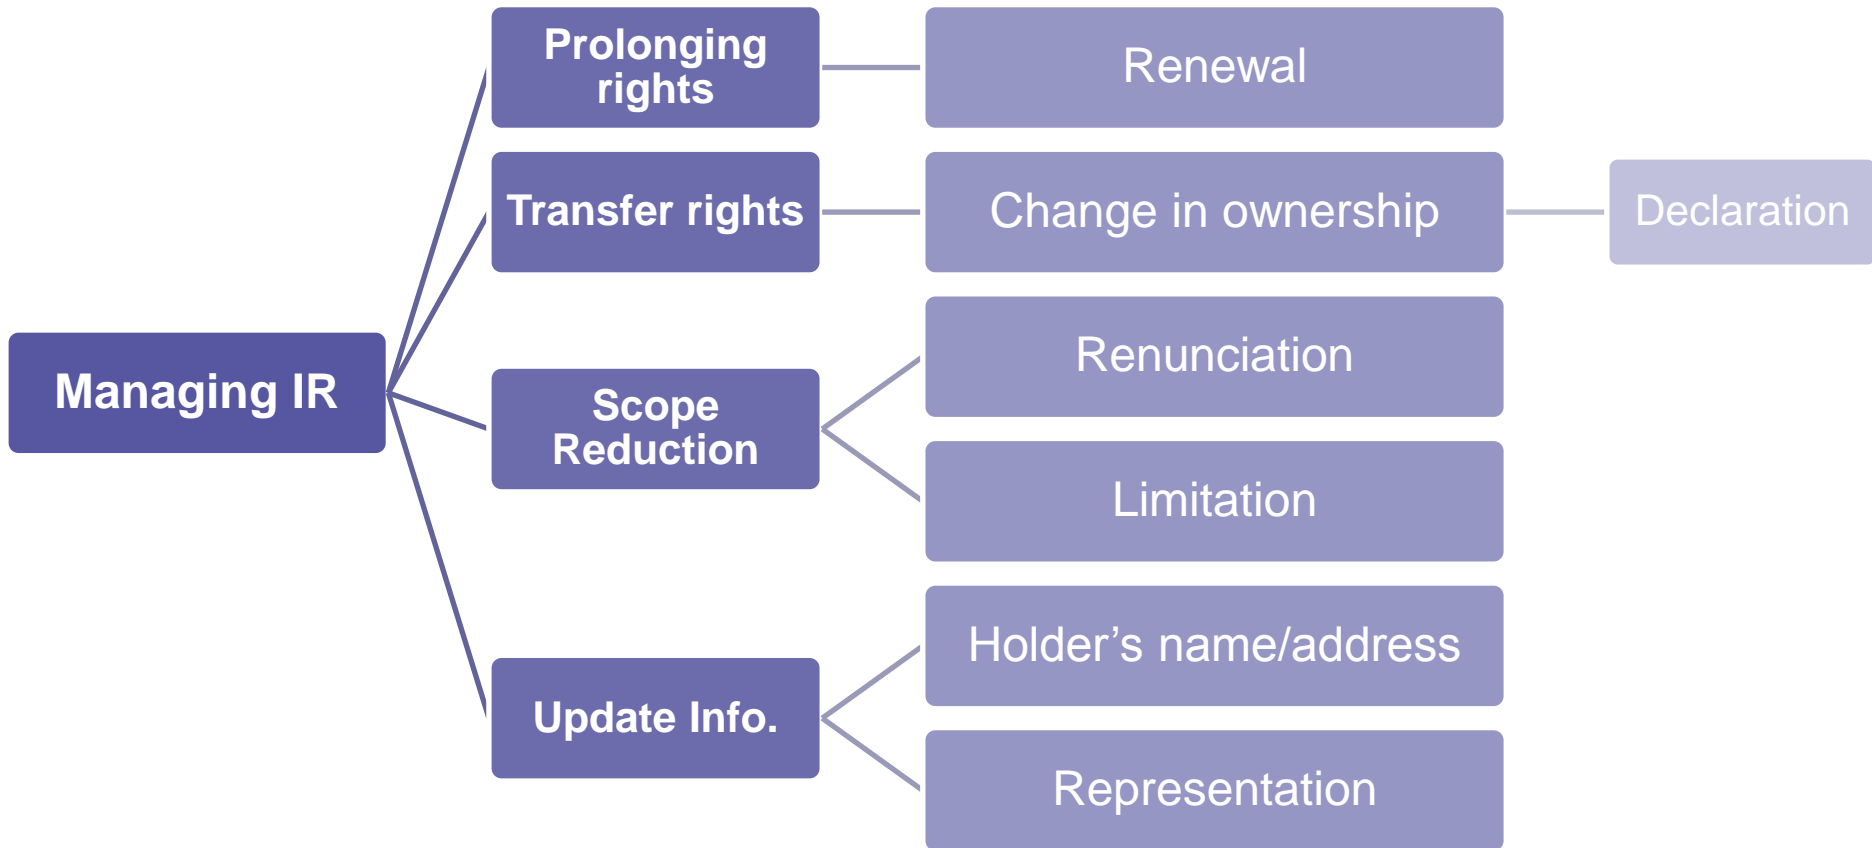 Prolonging
rights
Renewal
Transfer rights
Change in ownership
Declaration
Managing IR
Scope
Reduction
Renunciation
Limitation
Update Info.
Holder’s name/address
Representation